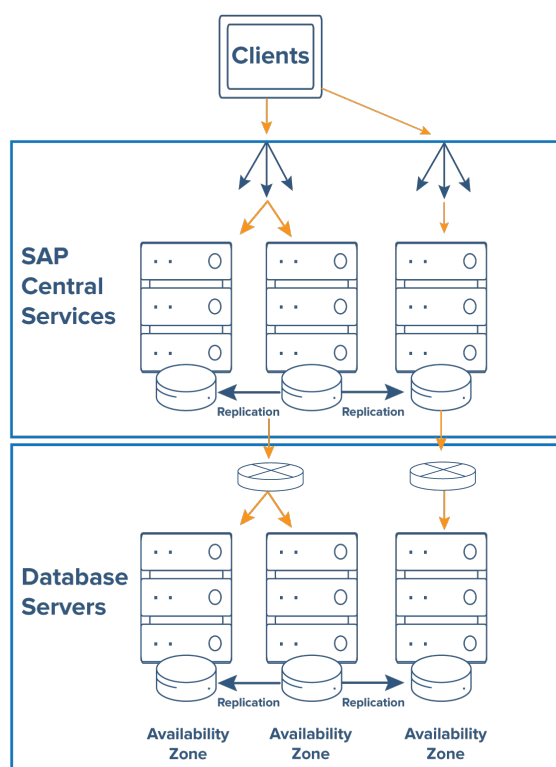 Clients
SAP
Central
Services
Replication
Replication
Database
Servers
Replication
Replication
Availability
Zone
Availability
Zone
Availability
Zone